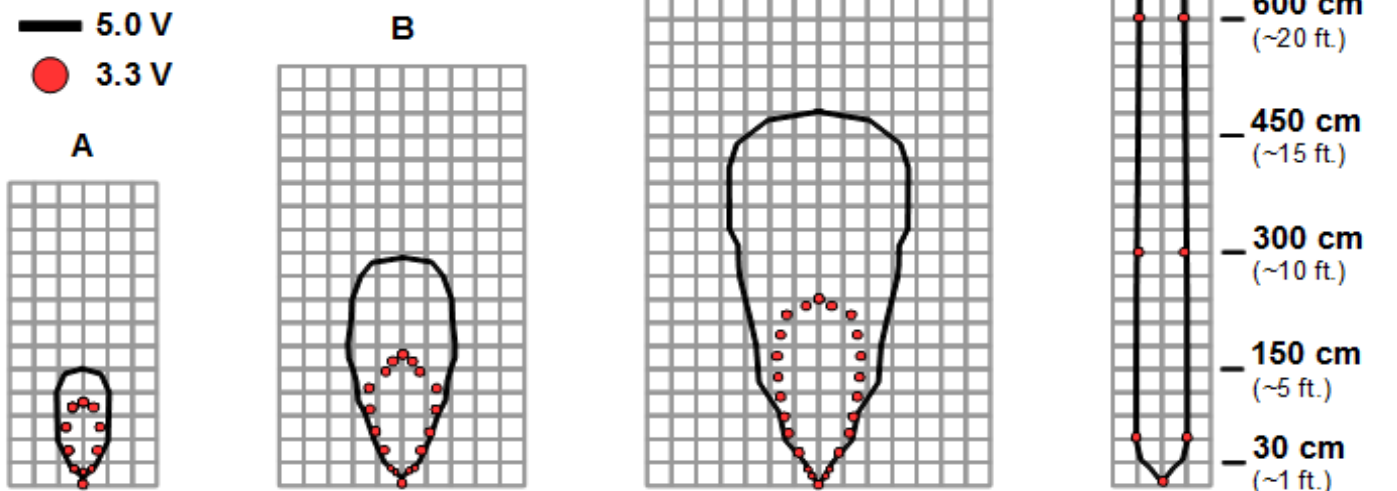 5.0 V
3.3 V
A
B
600 cm
(~20 ft.)
450 cm
(~15 ft.)
300 cm
(~10 ft.)
150 cm
(~5 ft.)
30 cm
(~1 ft.)